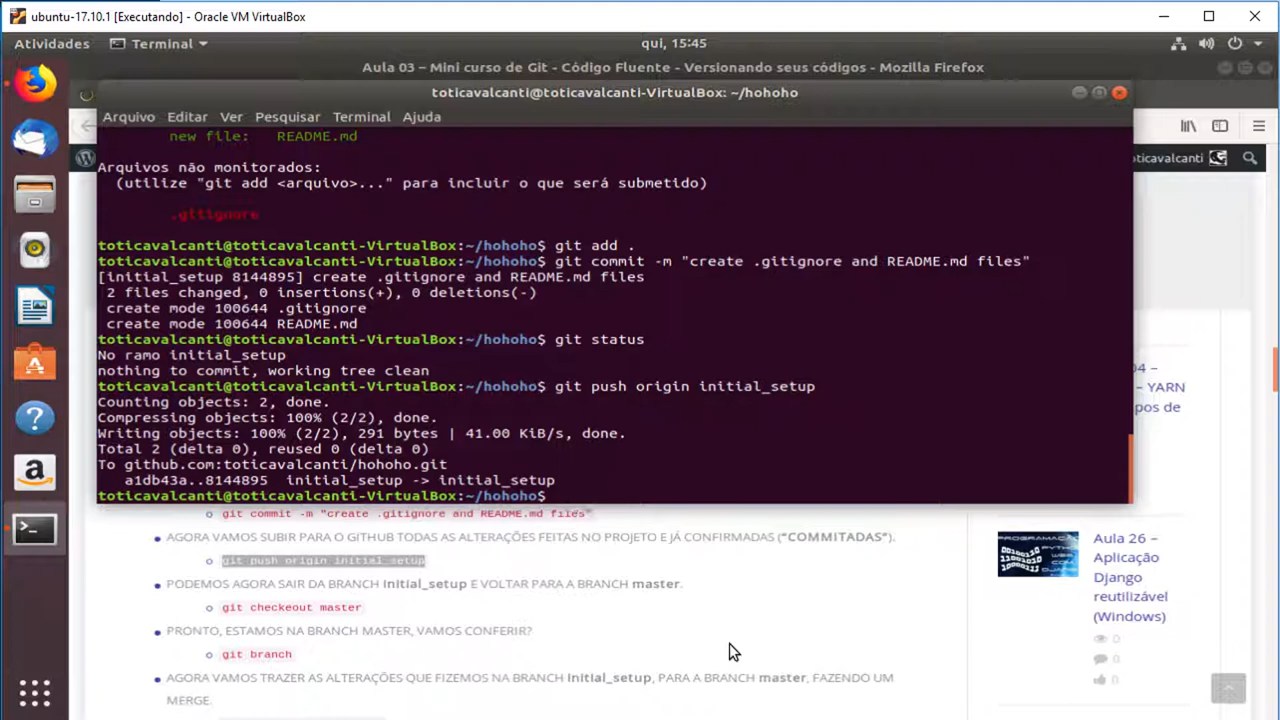 ubuntu-17.10.1 [Executando] - Oracle VM VirtualBox
Atividades
Terminal
qui, 15:45
Aula 03 – Mini curso de Git - Código Fluente - Versionando seus códigos - Mozilla Firefox
toticavalcanti@toticavalcanti-VirtualBox: ~/hohoho
Arquivo Editar Ver Pesquisar Terminal Ajuda
new file: README.md
Arquivos não monitorados:
(utilize "git add <arquivo>..." para incluir o que será submetido)
.gitignore
toticavalcanti@toticavalcanti-VirtualBox:~/hohoho$ git add .
toticavalcanti@toticavalcanti-VirtualBox:~/hohoho$ git commit -m "create .gitignore and README.md files"
[initial_setup 8144895] create .gitignore and README.md files
2 files changed, 0 insertions(+), 0 deletions(-)
create mode 100644 .gitignore
create mode 100644 README.md
toticavalcanti@toticavalcanti-VirtualBox:~/hohoho$ git status
No ramo initial_setup
nothing to commit, working tree clean
toticavalcanti@toticavalcanti-VirtualBox:~/hohoho$ git push origin initial_setup
Counting objects: 2, done.
Compressing objects: 100% (2/2), done.
Writing objects: 100% (2/2), 291 bytes | 41.00 KiB/s, done.
Total 2 (delta 0), reused 0 (delta 0)
To github.com:toticavalcanti/hohoho.git
a1db43a..8144895 initial_setup -> initial_setup
toticavalcanti@toticavalcanti-VirtualBox:~/hohoho$
git commit -m "create .gitignore and README.md files"
AGORA VAMOS SUBIR PARA O GITHUB TODAS AS ALTERAÇÕES FEITAS NO PROJETO E JÁ CONFIRMADAS ("COMMITADAS").
git push origin initial_setup
PODEMOS AGORA SAIR DA BRANCH initial_setup E VOLTAR PARA A BRANCH master.
git checkeout master
PRONTO, ESTAMOS NA BRANCH MASTER, VAMOS CONFERIR?
git branch
AGORA VAMOS TRAZER AS ALTERAÇÕES QUE FIZEMOS NA BRANCH initial_setup, PARA A BRANCH master, FAZENDO UM
MERGE.
oticavalcanti
04 –
– YARN
pos de
PROGRAMAÇÃO
PYTHON
Aula 26 –
Aplicação
Django
reutilizável
(Windows)
0
0
0